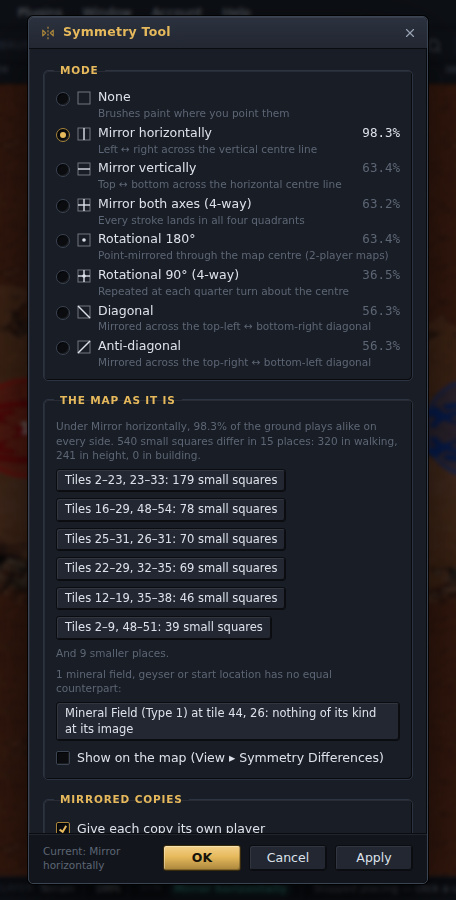 Plugins Window Account Help
Symmetry Tool ×
MODE
None
Brushes paint where you point them
Mirror horizontally 98.3%
Left ↔ right across the vertical centre line
Mirror vertically 63.4%
Top ↔ bottom across the horizontal centre line
Mirror both axes (4-way) 63.2%
Every stroke lands in all four quadrants
Rotational 180° 63.4%
Point-mirrored through the map centre (2-player maps)
Rotational 90° (4-way) 36.5%
Repeated at each quarter turn about the centre
Diagonal 56.3%
Mirrored across the top-left ↔ bottom-right diagonal
Anti-diagonal 56.3%
Mirrored across the top-right ↔ bottom-left diagonal
THE MAP AS IT IS
Under Mirror horizontally, 98.3% of the ground plays alike on
every side. 540 small squares differ in 15 places: 320 in walking,
241 in height, 0 in building.
Tiles 2–23, 23–33: 179 small squares
Tiles 16–29, 48–54: 78 small squares
Tiles 25–31, 26–31: 70 small squares
Tiles 22–29, 32–35: 69 small squares
Tiles 12–19, 35–38: 46 small squares
Tiles 2–9, 48–51: 39 small squares
And 9 smaller places.
1 mineral field, geyser or start location has no equal
counterpart:
Mineral Field (Type 1) at tile 44, 26: nothing of its kind
at its image
Show on the map (View ▸ Symmetry Differences)
MIRRORED COPIES
Give each copy its own player
Current: Mirror
horizontally
OK Cancel Apply